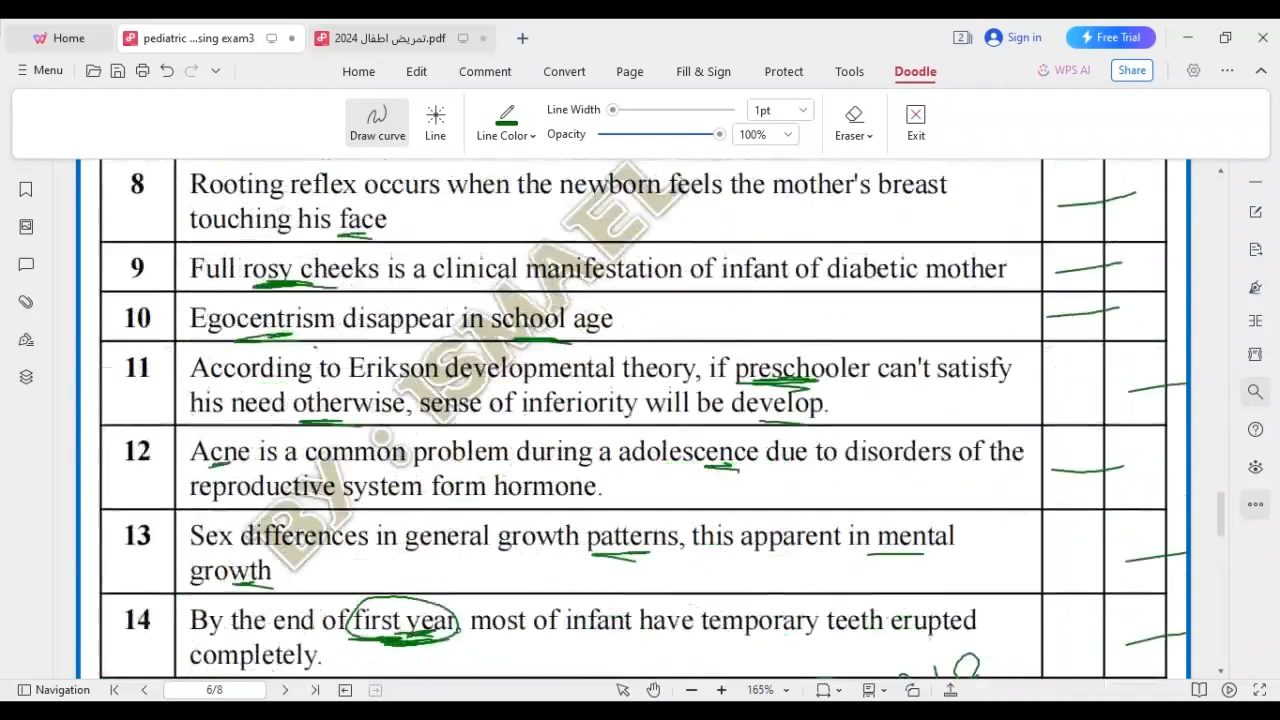 Home
pediatric ...sing exam3
تمريض اطفال 2024.pdf
Sign in
Free Trial
Menu
Home
Edit
Comment
Convert
Page
Fill & Sign
Protect
Tools
Doodle
WPS AI
Share
Draw curve
Line
Line Color
Line Width
1pt
Opacity
100%
Eraser
Exit
8 Rooting reflex occurs when the newborn feels the mother's breast
touching his face
9 Full rosy cheeks is a clinical manifestation of infant of diabetic mother
10 Egocentrism disappear in school age
11 According to Erikson developmental theory, if preschooler can't satisfy
his need otherwise, sense of inferiority will be develop.
12 Acne is a common problem during a adolescence due to disorders of the
reproductive system form hormone.
13 Sex differences in general growth patterns, this apparent in mental
growth
14 By the end of first year, most of infant have temporary teeth erupted
completely.
BY : ISMAEL
Navigation
6/8
165%